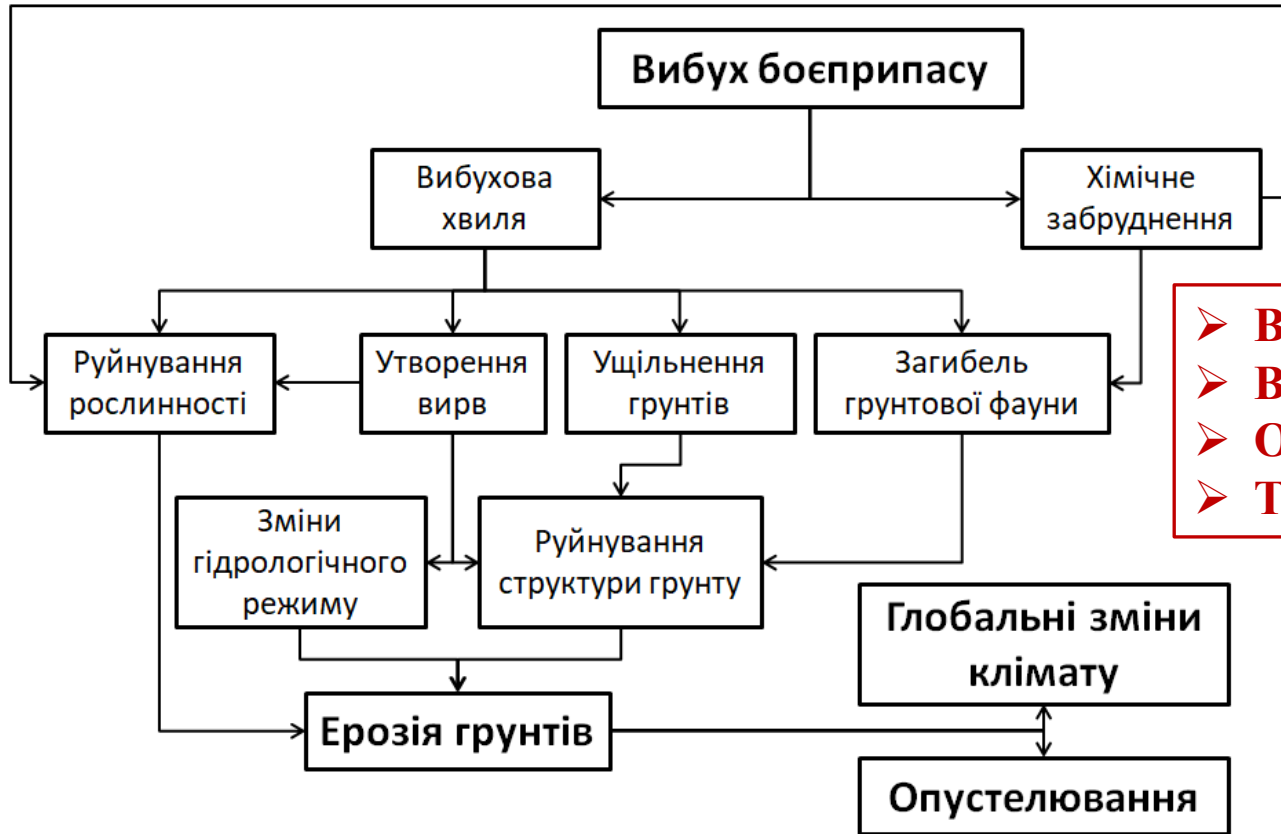 Вибух боєприпасу
Вибухова
хвиля
Хімічне
забруднення
Руйнування
рослинності
Утворення
вирв
Ущільнення
грунтів
Загибель
грунтової фауни
➢ В
➢ В
➢ О
➢ Т
Зміни
гідрологічного
режиму
Руйнування
структури грунту
Глобальні зміни
клімату
Ерозія грунтів
Опустелювання